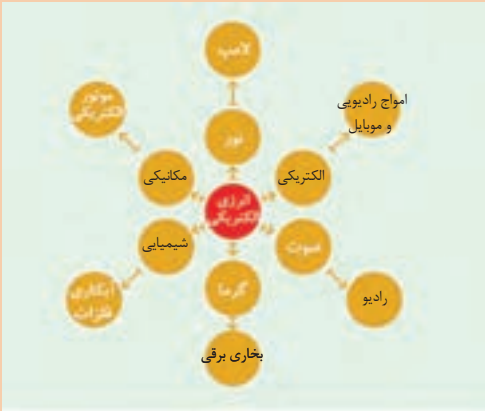 لامپ
نور
موتور
الکتریکی
امواج رادیویی
و موبایل
مکانیکی
الکتریکی
انرژی
الکتریکی
شیمیایی
صوت
آبکاری
فلزات
گرما
رادیو
بخاری برقی